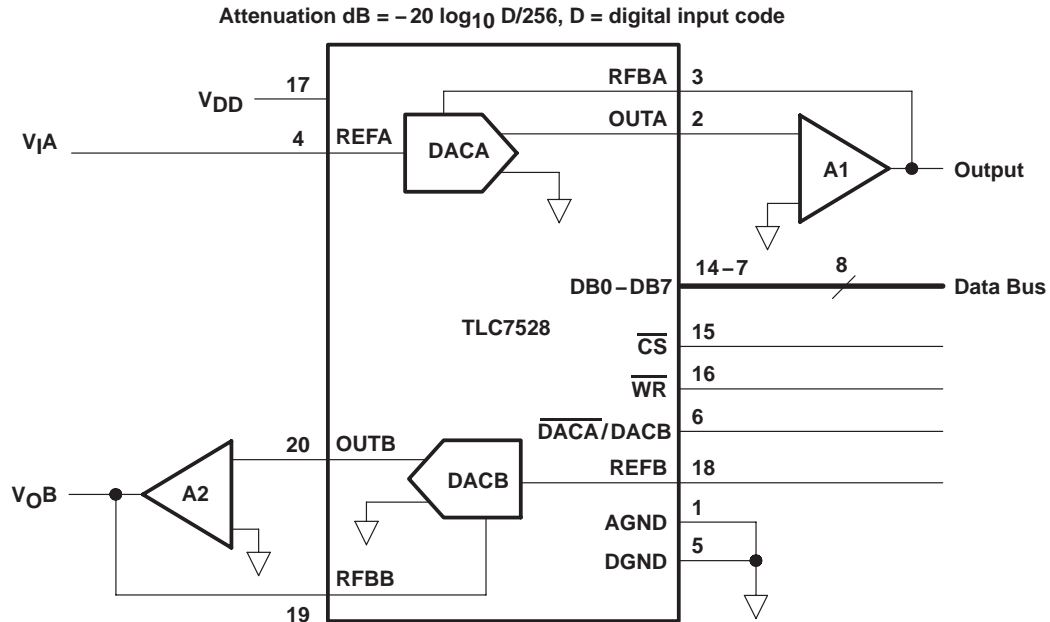 Attenuation dB = – 20 log10 D/256, D = digital input code
VDD
17
RFBA
3
OUTA
2
VIA
4
REFA
DACA
A1
Output
14–7
8
DB0–DB7
Data Bus
TLC7528
15
CS
16
WR
6
DACA/DACB
20
OUTB
REFB
18
VOB
A2
DACB
1
AGND
5
DGND
RFBB
19